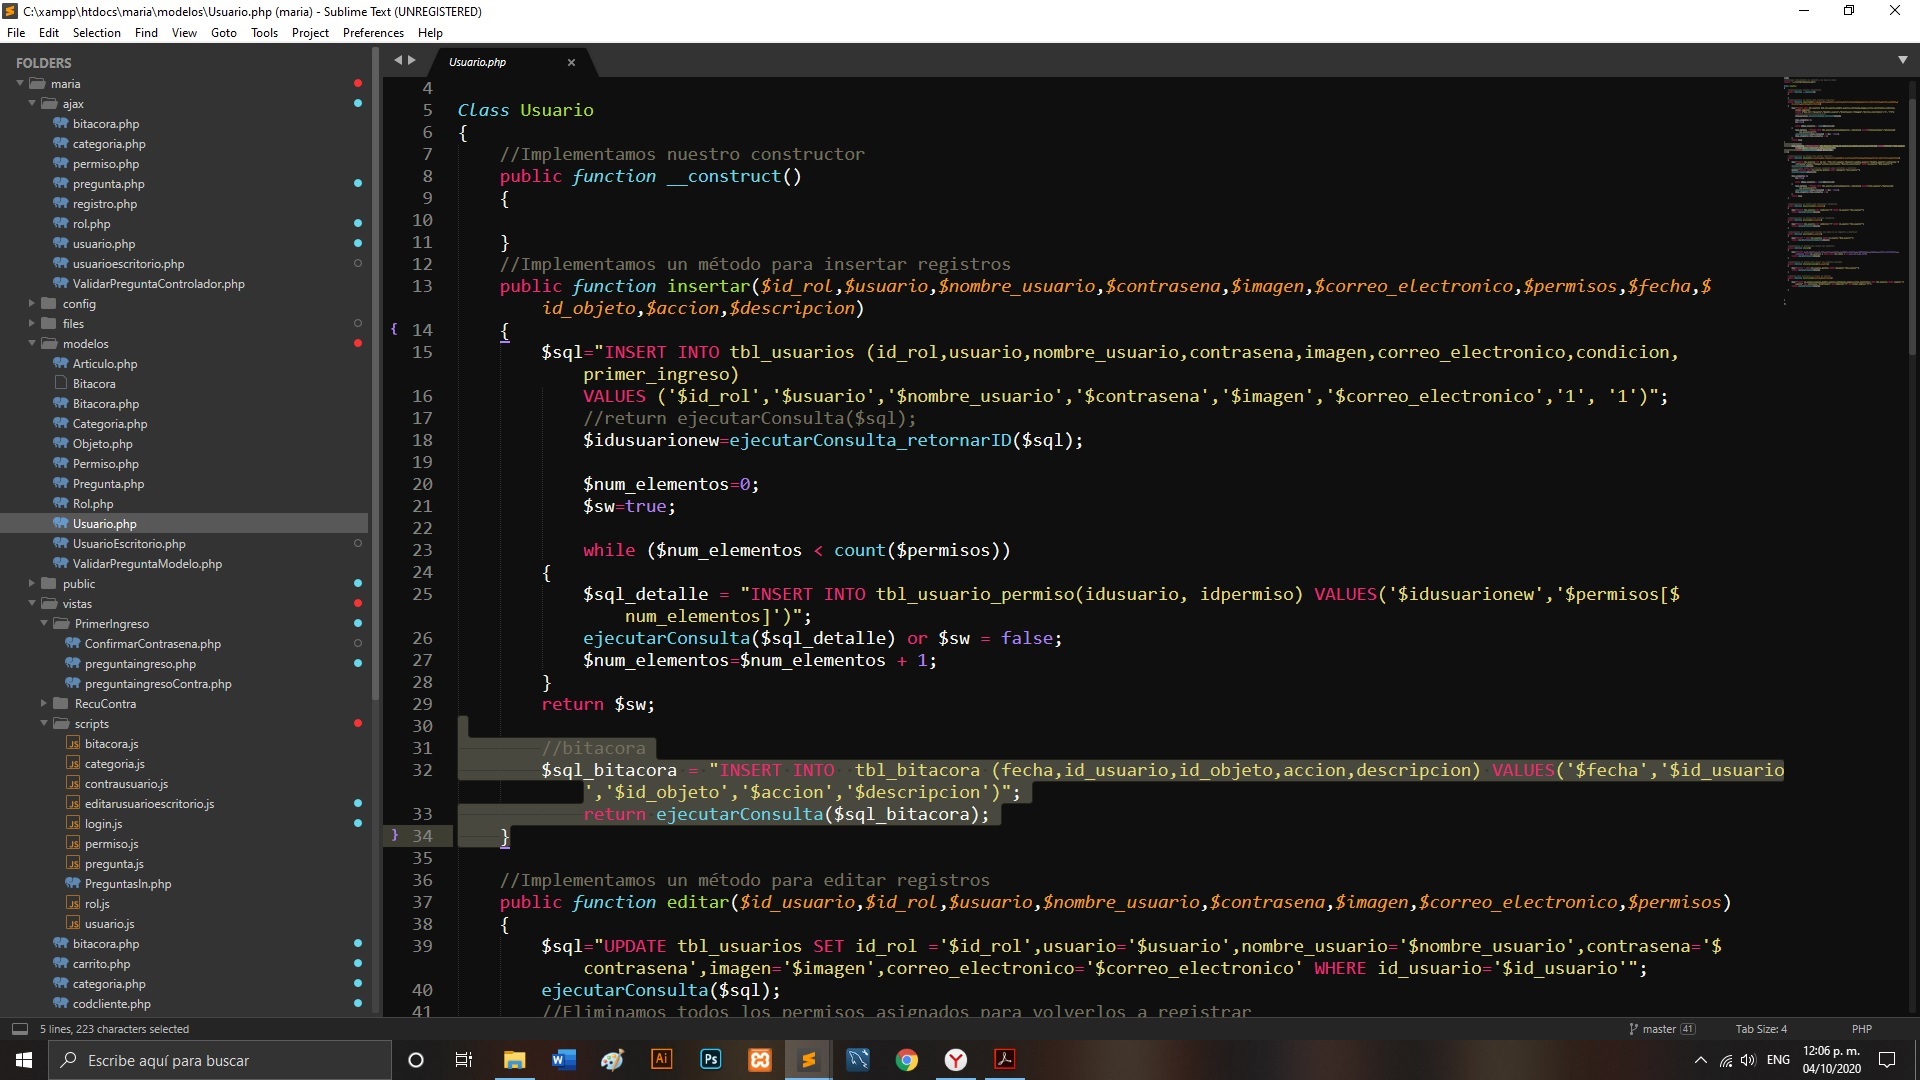 C:\xampp\htdocs\maria\modelos\Usuario.php (maria) - Sublime Text (UNREGISTERED)
File Edit Selection Find View Goto Tools Project Preferences Help
FOLDERS
maria
ajax
bitacora.php
categoria.php
permiso.php
pregunta.php
registro.php
rol.php
usuario.php
usuarioescritorio.php
ValidarPreguntaControlador.php
config
files
modelos
Articulo.php
Bitacora
Bitacora.php
Categoria.php
Objeto.php
Permiso.php
Pregunta.php
Rol.php
Usuario.php
UsuarioEscritorio.php
ValidarPreguntaModelo.php
public
vistas
PrimerIngreso
ConfirmarContrasena.php
preguntaingreso.php
preguntaingresoContra.php
RecuContra
scripts
bitacora.js
categoria.js
contrausuario.js
editarusuarioescritorio.js
login.js
permiso.js
pregunta.js
PreguntasIn.php
rol.js
usuario.js
bitacora.php
carrito.php
categoria.php
codcliente.php
Usuario.php
4
5 Class Usuario
6 {
7 //Implementamos nuestro constructor
8 public function __construct()
9 {
10
11 }
12 //Implementamos un método para insertar registros
13 public function insertar($id_rol,$usuario,$nombre_usuario,$contrasena,$imagen,$correo_electronico,$permisos,$fecha,$
id_objeto,$accion,$descripcion)
{ 14 {
15 $sql="INSERT INTO tbl_usuarios (id_rol,usuario,nombre_usuario,contrasena,imagen,correo_electronico,condicion,
primer_ingreso)
16 VALUES ('$id_rol','$usuario','$nombre_usuario','$contrasena','$imagen','$correo_electronico','1', '1')";
17 //return ejecutarConsulta($sql);
18 $idusuarionew=ejecutarConsulta_retornarID($sql);
19
20 $num_elementos=0;
21 $sw=true;
22
23 while ($num_elementos < count($permisos))
24 {
25 $sql_detalle = "INSERT INTO tbl_usuario_permiso(idusuario, idpermiso) VALUES('$idusuarionew','$permisos[$
num_elementos]')";
26 ejecutarConsulta($sql_detalle) or $sw = false;
27 $num_elementos=$num_elementos + 1;
28 }
29 return $sw;
30
31 //bitacora
32 $sql_bitacora = "INSERT INTO  tbl_bitacora (fecha,id_usuario,id_objeto,accion,descripcion) VALUES('$fecha','$id_usuario
','$id_objeto','$accion','$descripcion')";
33 return ejecutarConsulta($sql_bitacora);
} 34 }
35
36 //Implementamos un método para editar registros
37 public function editar($id_usuario,$id_rol,$usuario,$nombre_usuario,$contrasena,$imagen,$correo_electronico,$permisos)
38 {
39 $sql="UPDATE tbl_usuarios SET id_rol ='$id_rol',usuario='$usuario',nombre_usuario='$nombre_usuario',contrasena='$
contrasena',imagen='$imagen',correo_electronico='$correo_electronico' WHERE id_usuario='$id_usuario'";
40 ejecutarConsulta($sql);
41 //Eliminamos todos los permisos asignados para volverlos a registrar
5 lines, 223 characters selected
master 41 Tab Size: 4 PHP
Escribe aquí para buscar
ENG
12:06 p. m.
04/10/2020